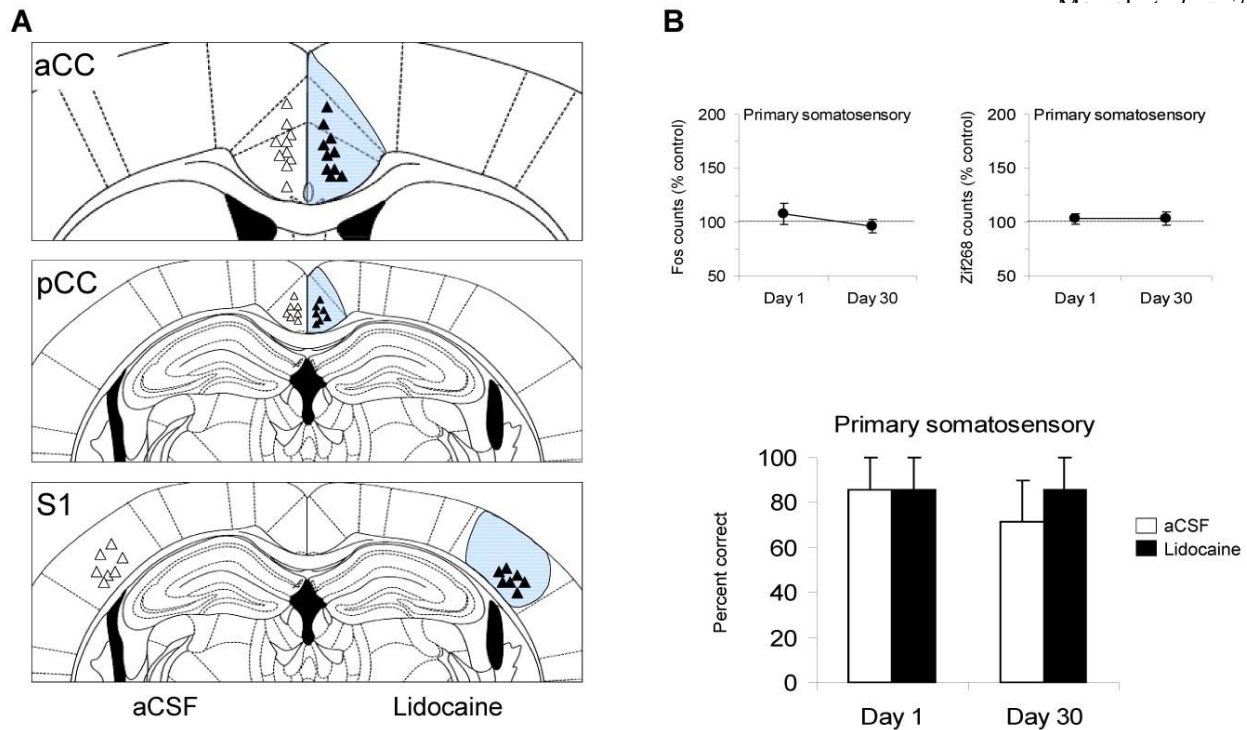 A
B
aCC
pCC
S1
aCSF
Lidocaine
Primary somatosensory
Fos counts (% control)
200
150
100
50
Day 1
Day 30
Primary somatosensory
Zif268 counts (% control)
200
150
100
50
Day 1
Day 30
Primary somatosensory
Percent correct
100
80
60
40
20
0
Day 1
Day 30
aCSF
Lidocaine